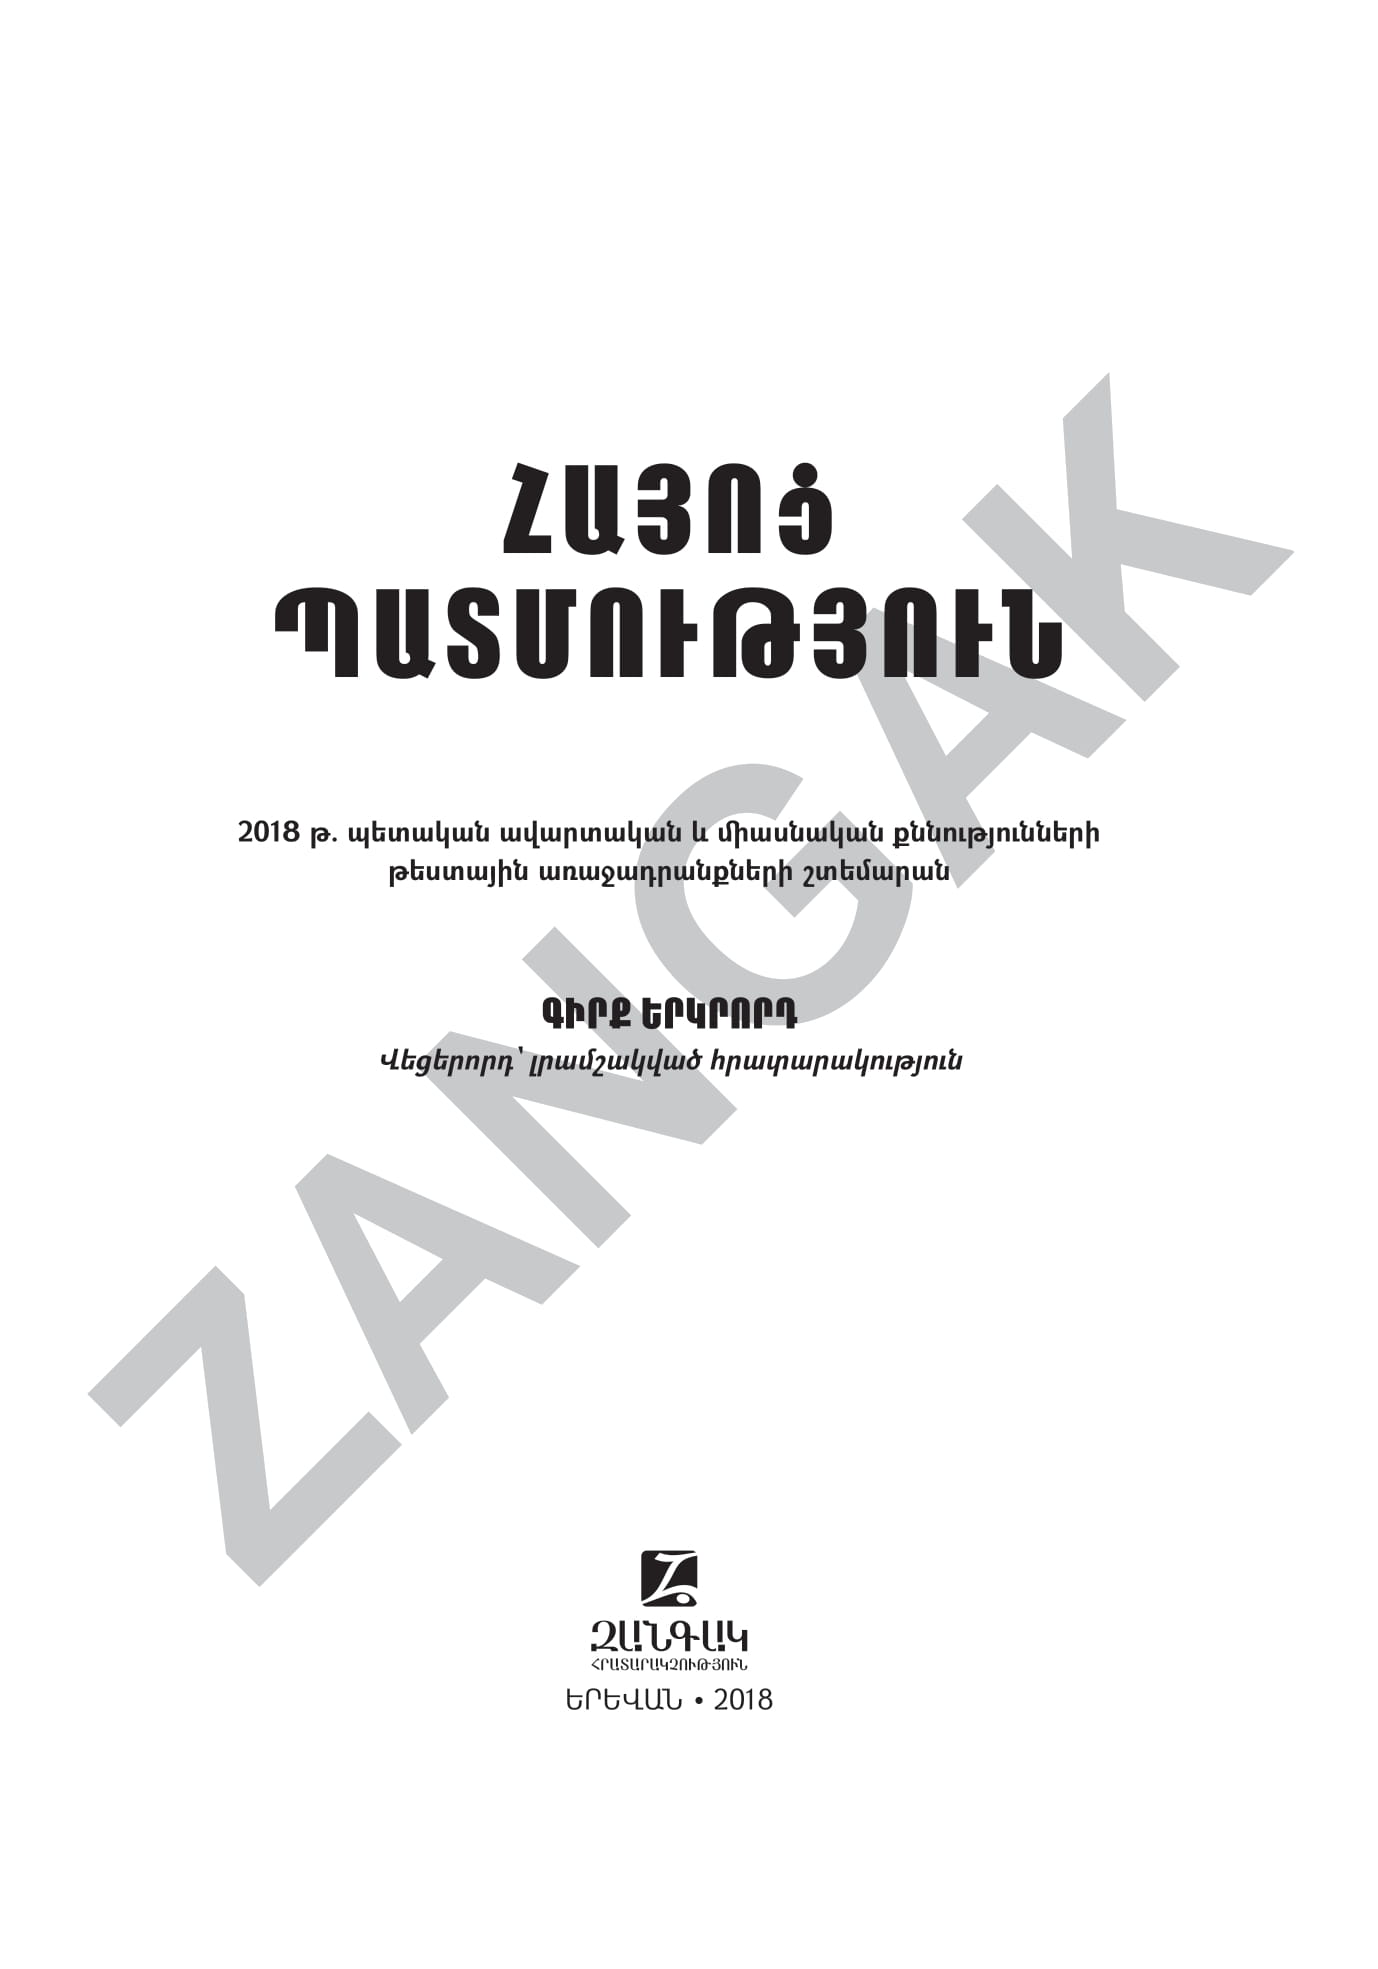 ՀԱՅՈՑ
ՊԱՏՄՈՒԹՅՈՒՆ
2018 թ. պետական ավարտական և միասնական քննությունների
թեստային առաջադրանքների շտեմարան
ԳԻՐՔ ԵՐԿՐՈՐԴ
Վեցերորդ՝ լրամշակված հրատարակություն
ZANGAK
ԶԱՆԳԱԿ
ՀՐԱՏԱՐԱԿՉՈՒԹՅՈՒՆ
ԵՐԵՎԱՆ • 2018